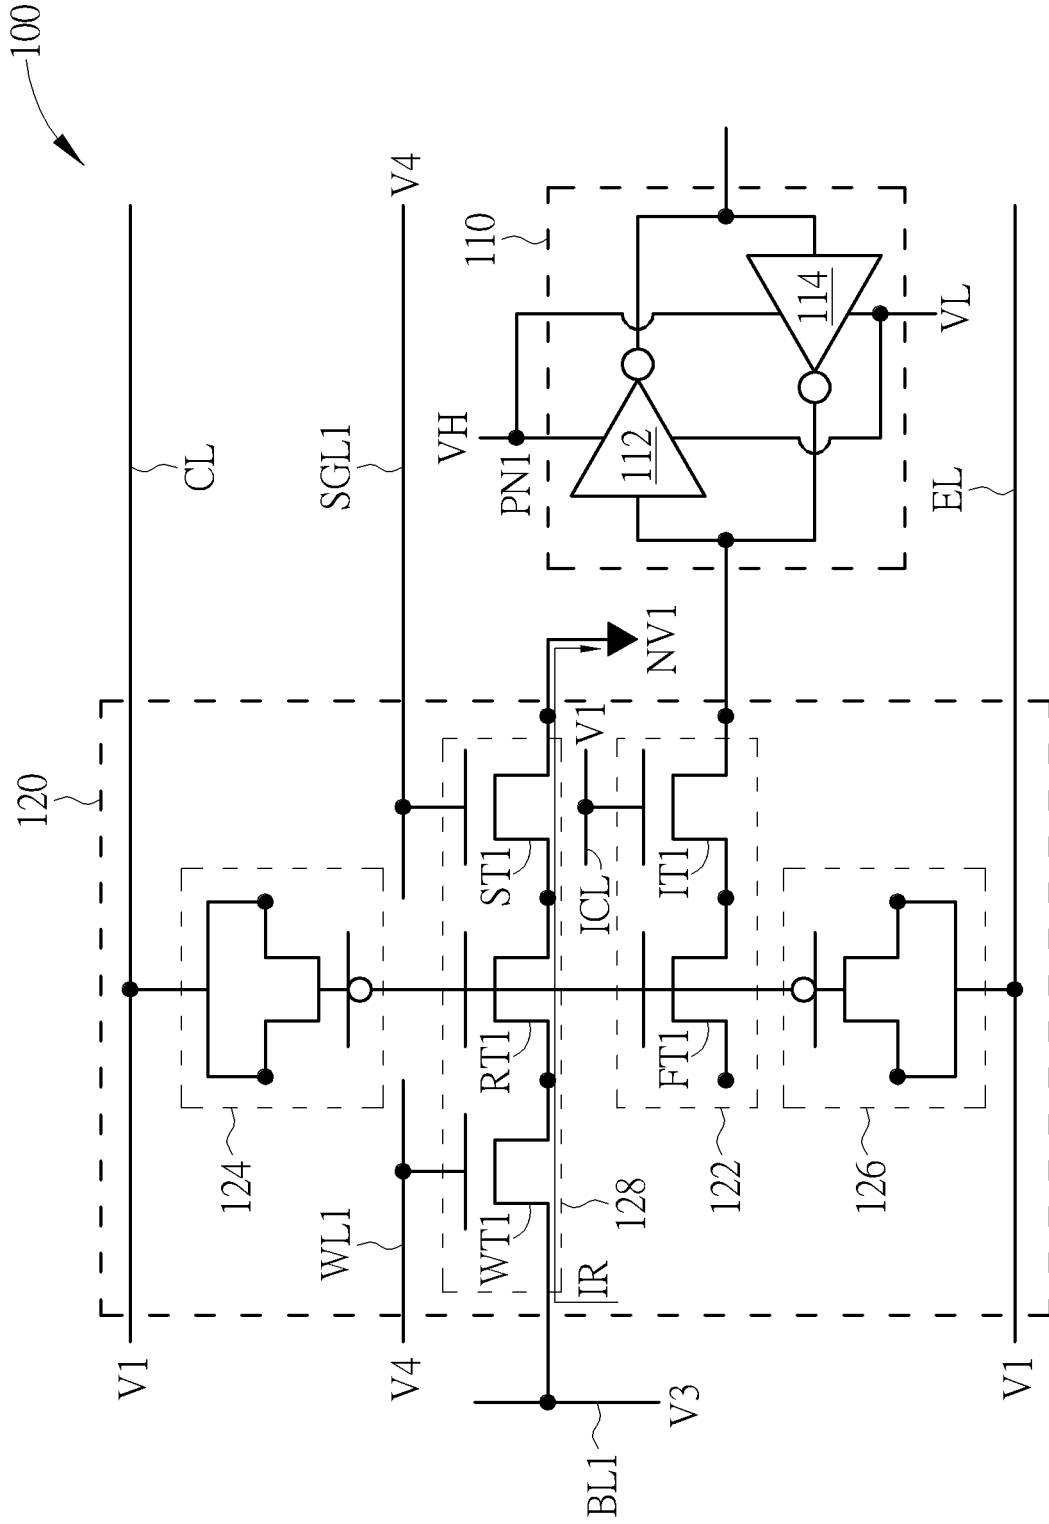 100
120
CL
SGL1
V4
110
VH
PN1
112
114
VL
EL
NV1
V1
ICL
ST1
IT1
RT1
FT1
124
WL1
WT1
128
122
126
IR
V1
V4
V3
V1
BL1